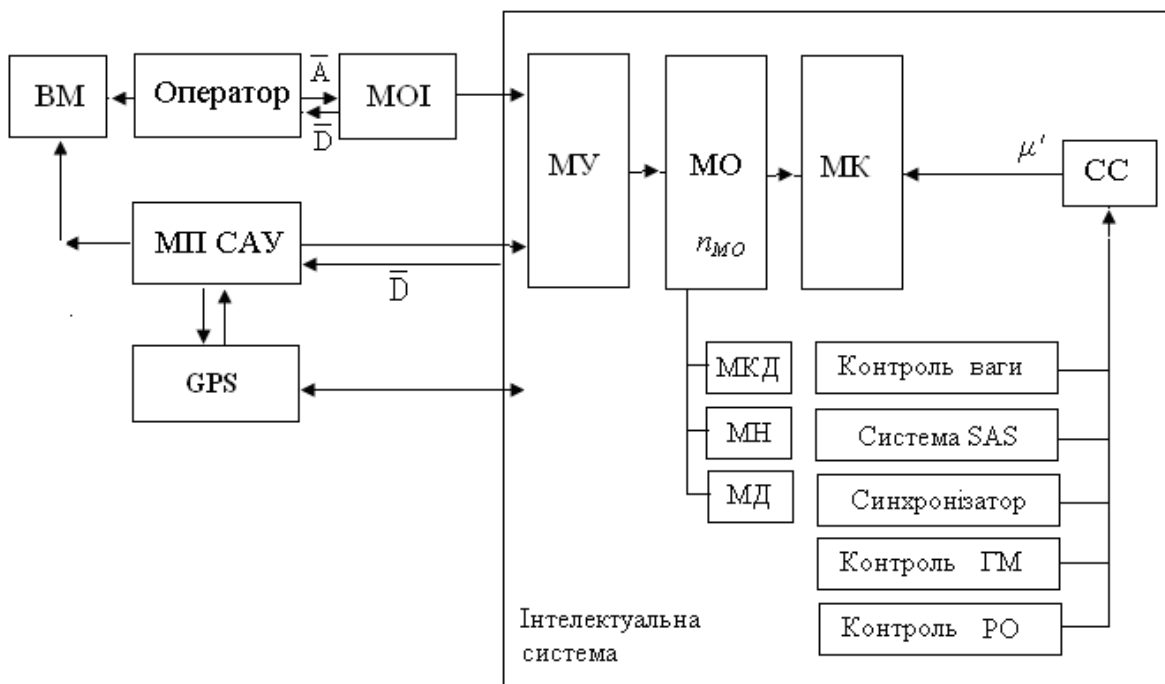 ВМ
Оператор
A
D
МОІ
МУ
МО
n_MO
МК
μ'
СС
МП САУ
D
GPS
МКД
МН
МД
Контроль ваги
Система SAS
Синхронізатор
Контроль ГМ
Контроль РО
Інтелектуальна
система